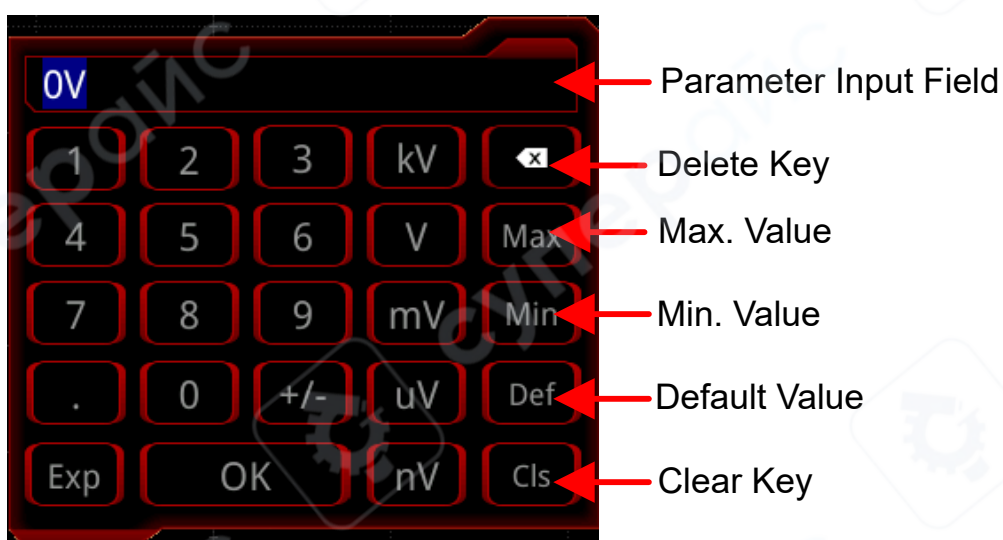 0V Parameter Input Field
1 2 3 kV Delete Key
4 5 6 V Max Max. Value
7 8 9 mV Min Min. Value
. 0 +/- uV Def Default Value
Exp OK nV Cls Clear Key
суперайс